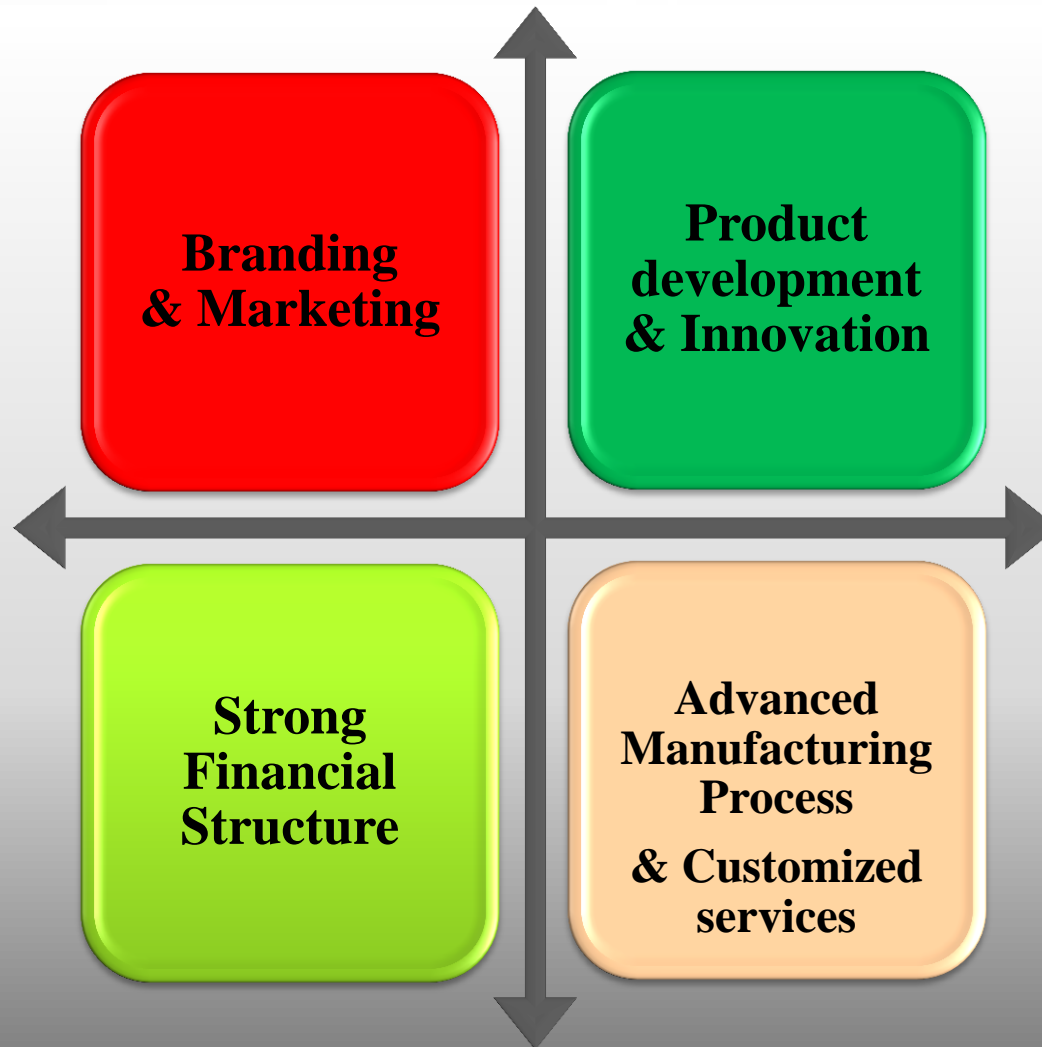 Branding
& Marketing
Product
development
& Innovation
Strong
Financial
Structure
Advanced
Manufacturing
Process
& Customized
services